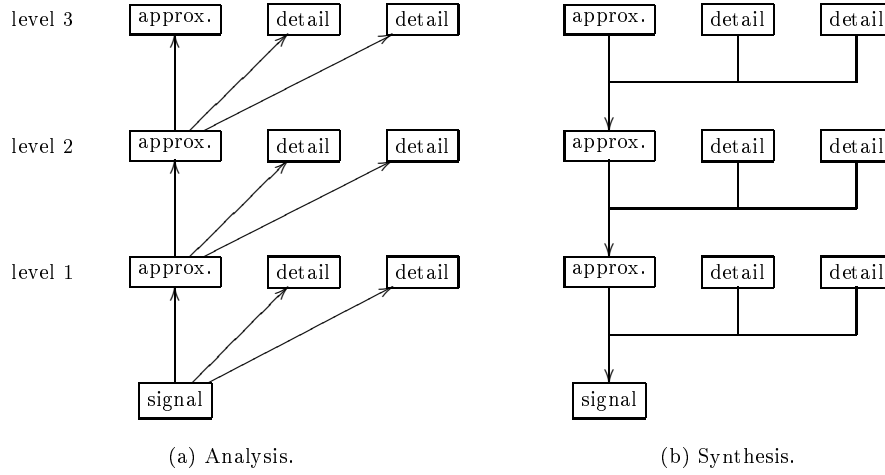 level 3 approx. detail detail approx. detail detail
level 2 approx. detail detail approx. detail detail
level 1 approx. detail detail approx. detail detail
signal signal
(a) Analysis. (b) Synthesis.